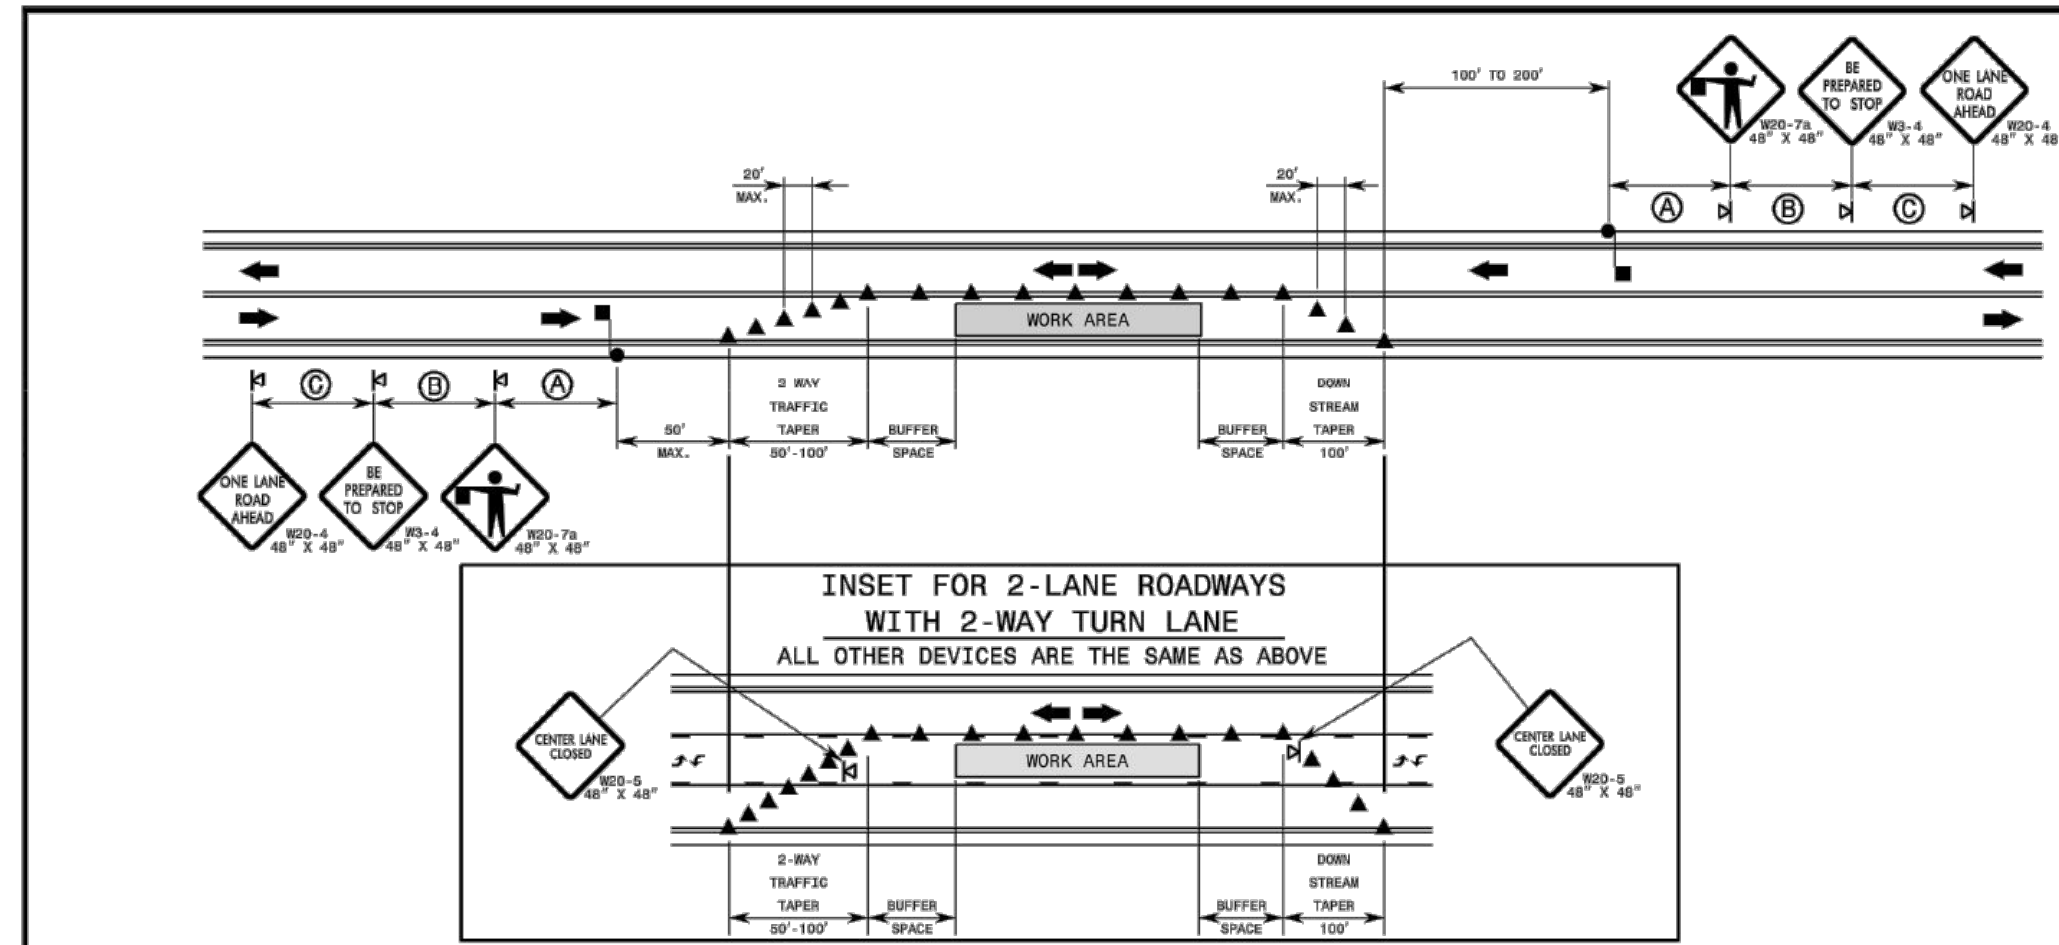 100' TO 200'
BE
PREPARED
TO STOP
ONE LANE
ROAD
AHEAD
W20-7a
48" X 48"
W3-4
48" X 48"
W20-4
48" X 48
20'
MAX.
20'
MAX.
A
B
C
WORK AREA
C
B
A
50'
MAX.
2 WAY
TRAFFIC
TAPER
50'-100'
BUFFER
SPACE
BUFFER
SPACE
DOWN
STREAM
TAPER
100'
ONE LANE
ROAD
AHEAD
W20-4
48" X 48"
BE
PREPARED
TO STOP
W3-4
48" X 48"
W20-7a
48" X 48"
INSET FOR 2-LANE ROADWAYS
WITH 2-WAY TURN LANE
ALL OTHER DEVICES ARE THE SAME AS ABOVE
CENTER LANE
CLOSED
W20-5
48" X 48"
WORK AREA
CENTER LANE
CLOSED
W20-5
48" X 48"
2-WAY
TRAFFIC
TAPER
50'-100'
BUFFER
SPACE
BUFFER
SPACE
DOWN
STREAM
TAPER
100'